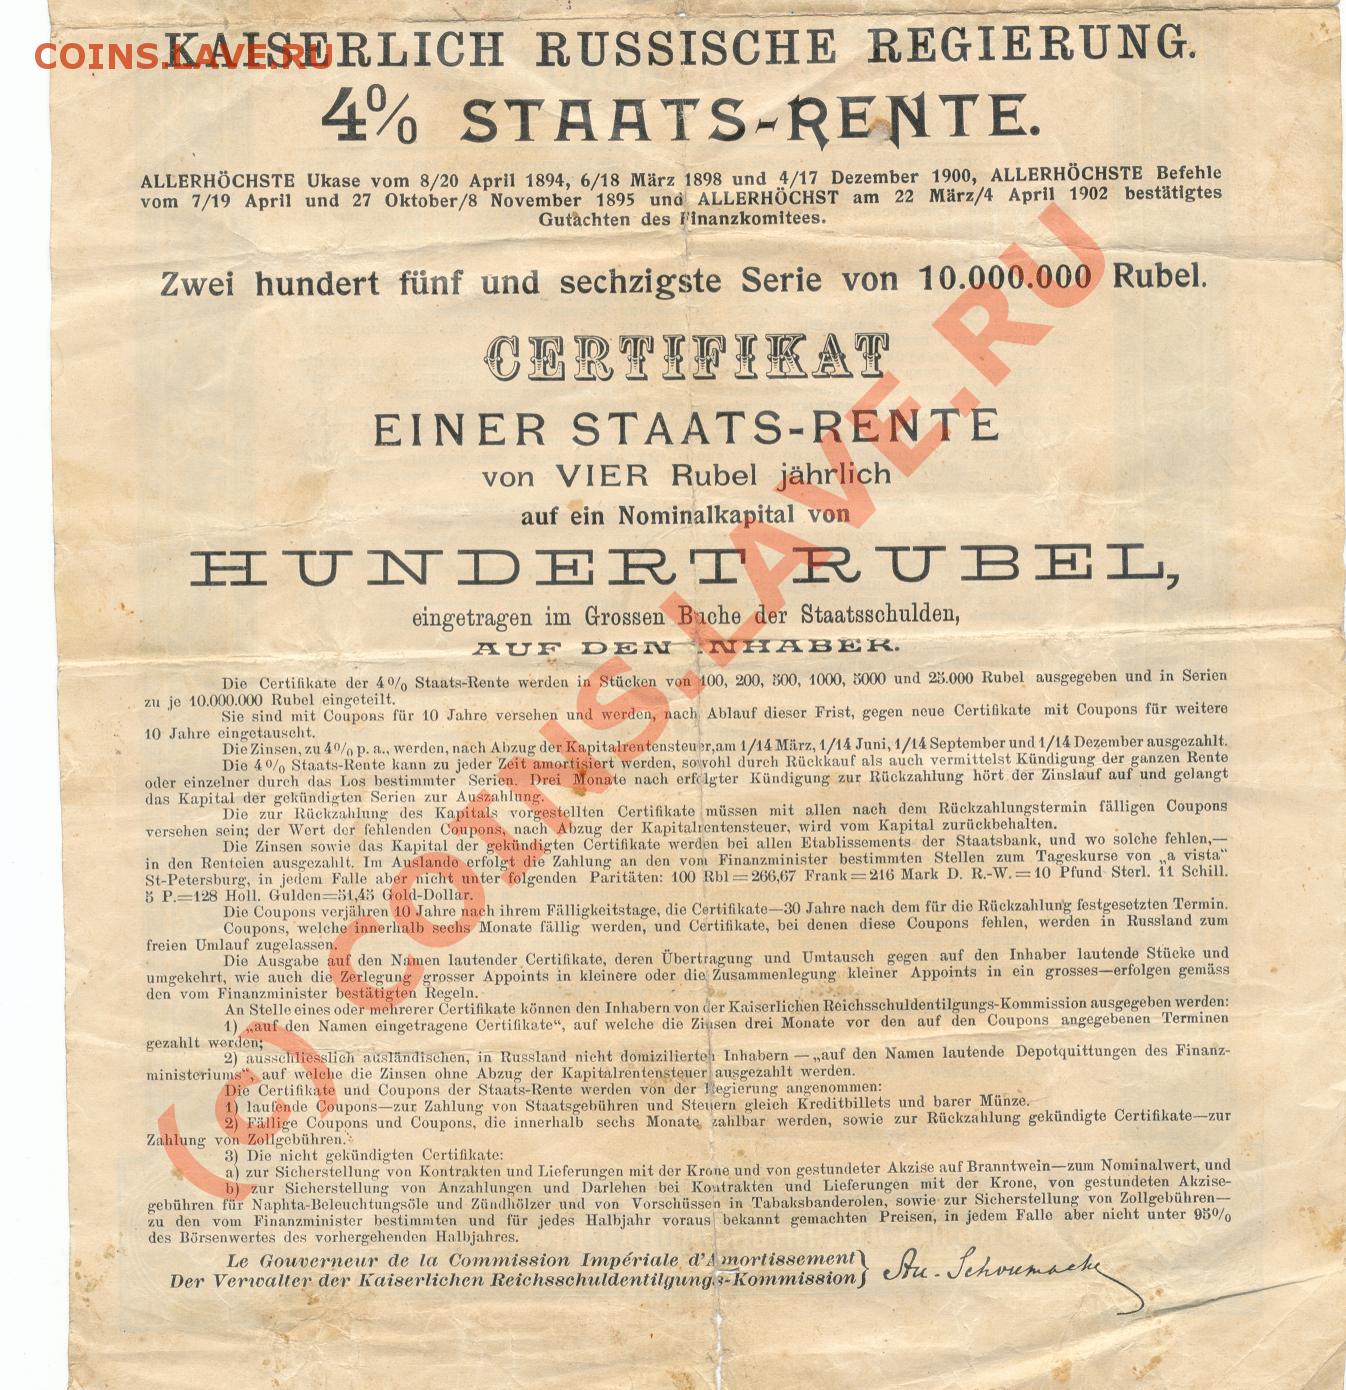 COINS.LAVE.RU
KAISERLICH RUSSISCHE REGIERUNG.
4% STAATS-RENTE.
ALLERHÖCHSTE Ukase vom 8/20 April 1894, 6/18 März 1898 und 4/17 Dezember 1900, ALLERHÖCHSTE Befehle
vom 7/19 April und 27 Oktober/8 November 1895 und ALLERHÖCHST am 22 März/4 April 1902 bestätigtes
Gutachten des Finanzkomitees.
Zwei hundert fünf und sechzigste Serie von 10.000.000 Rubel.
CERTIFIKAT
EINER STAATS-RENTE
von VIER Rubel jährlich
auf ein Nominalkapital von
HUNDERT RUBEL,
eingetragen im Grossen Buche der Staatsschulden,
AUF DEN INHABER.
Die Certifikate der 4% Staats-Rente werden in Stücken von 100, 200, 500, 1000, 5000 und 25.000 Rubel ausgegeben und in Serien
zu je 10.000.000 Rubel eingeteilt.
Sie sind mit Coupons für 10 Jahre versehen und werden, nach Ablauf dieser Frist, gegen neue Certifikate mit Coupons für weitere
10 Jahre eingetauscht.
Die Zinsen, zu 4% p. a., werden, nach Abzug der Kapitalrentensteuer, am 1/14 März, 1/14 Juni, 1/14 September und 1/14 Dezember ausgezahlt.
Die 4% Staats-Rente kann zu jeder Zeit amortisiert werden, sowohl durch Rückkauf als auch vermittelst Kündigung der ganzen Rente
oder einzelner durch das Los bestimmter Serien. Drei Monate nach erfolgter Kündigung zur Rückzahlung hört der Zinslauf auf und gelangt
das Kapital der gekündigten Serien zur Auszahlung.
Die zur Rückzahlung des Kapitals vorgestellten Certifikate müssen mit allen nach dem Rückzahlungstermin fälligen Coupons
versehen sein; der Wert der fehlenden Coupons, nach Abzug der Kapitalrentensteuer, wird vom Kapital zurückbehalten.
Die Zinsen sowie das Kapital der gekündigten Certifikate werden bei allen Etablissements der Staatsbank, und wo solche fehlen,—
in den Renteien ausgezahlt. Im Auslande erfolgt die Zahlung an den vom Finanzminister bestimmten Stellen zum Tageskurse von „a vista"
St-Petersburg, in jedem Falle aber nicht unter folgenden Paritäten: 100 Rbl=266,67 Frank=216 Mark D. R.-W.=10 Pfund Sterl. 11 Schill.
5 P.=128 Holl. Gulden=51,45 Gold-Dollar.
Die Coupons verjähren 10 Jahre nach ihrem Fälligkeitstage, die Certifikate—30 Jahre nach dem für die Rückzahlung festgesetzten Termin.
Coupons, welche innerhalb sechs Monate fällig werden, und Certifikate, bei denen diese Coupons fehlen, werden in Russland zum
freien Umlauf zugelassen.
Die Ausgabe auf den Namen lautender Certifikate, deren Übertragung und Umtausch gegen auf den Inhaber lautende Stücke und
umgekehrt, wie auch die Zerlegung grosser Appoints in kleinere oder die Zusammenlegung kleiner Appoints in ein grosses—erfolgen gemäss
den vom Finanzminister bestätigten Regeln.
An Stelle eines oder mehrerer Certifikate können den Inhabern von der Kaiserlichen Reichsschuldentilgungs-Kommission ausgegeben werden:
1) „auf den Namen eingetragene Certifikate", auf welche die Zinsen drei Monate vor den auf den Coupons angegebenen Terminen
gezahlt werden;
2) ausschliesslich ausländischen, in Russland nicht domizilierten Inhabern — „auf den Namen lautende Depotquittungen des Finanz-
ministeriums", auf welche die Zinsen ohne Abzug der Kapitalrentensteuer ausgezahlt werden.
Die Certifikate und Coupons der Staats-Rente werden von der Regierung angenommen:
1) laufende Coupons—zur Zahlung von Staatsgebühren und Steuern gleich Kreditbillets und barer Münze.
2) Fällige Coupons und Coupons, die innerhalb sechs Monate zahlbar werden, sowie zur Rückzahlung gekündigte Certifikate—zur
Zahlung von Zollgebühren.
3) Die nicht gekündigten Certifikate:
a) zur Sicherstellung von Kontrakten und Lieferungen mit der Krone und von gestundeter Akzise auf Branntwein—zum Nominalwert, und
b) zur Sicherstellung von Anzahlungen und Darlehen bei Kontrakten und Lieferungen mit der Krone, von gestundeten Akzise-
gebühren für Naphta-Beleuchtungsöle und Zündhölzer und von Vorschüssen in Tabaksbanderolen, sowie zur Sicherstellung von Zollgebühren—
zu den vom Finanzminister bestimmten und für jedes Halbjahr voraus bekannt gemachten Preisen, in jedem Falle aber nicht unter 95%
des Börsenwertes des vorhergehenden Halbjahres.
Le Gouverneur de la Commission Impériale d'Amortissement
Der Verwalter der Kaiserlichen Reichsschuldentilgungs-Kommission
(c) COINS.LAVE.RU